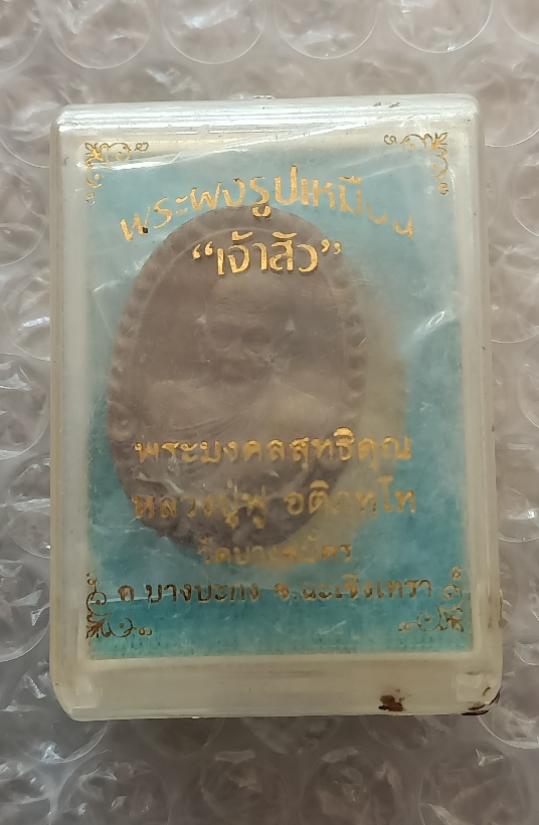 พระผงรูปเหมือน
“เจ้าสัว”
พระมงคลสุทธิคุณ
หลวงปู่ฟู อติภทฺโท
วัดบางสมัคร
อ.บางปะกง จ.ฉะเชิงเทรา